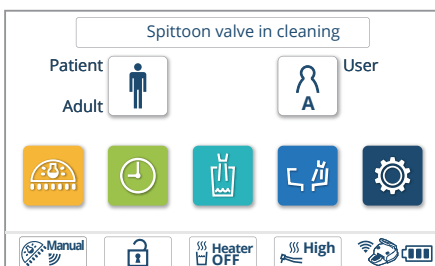 Spittoon valve in cleaning
Patient
User
Adult
A
Manual
Heater
OFF
High